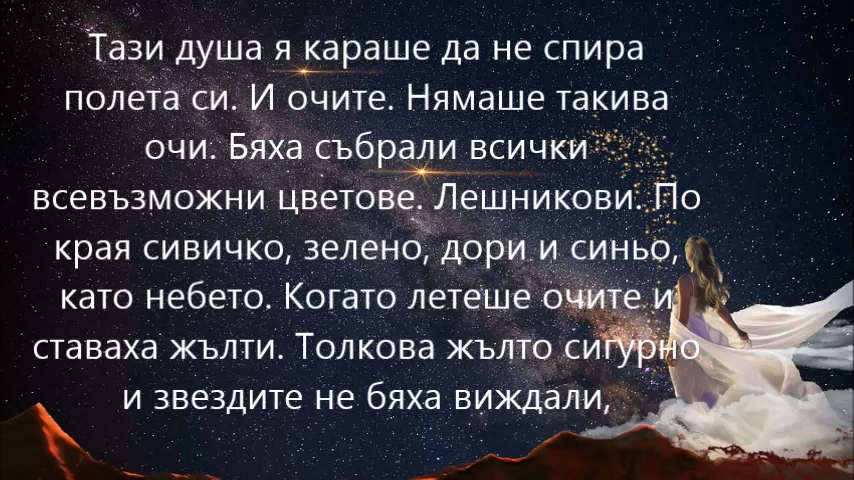 Тази душа я караше да не спира
полета си. И очите. Нямаше такива
очи. Бяха събрали всички
всевъзможни цветове. Лешникови. По
края сивичко, зелено, дори и синьо,
като небето. Когато летеше очите и
ставаха жълти. Толкова жълто сигурно
и звездите не бяха виждали,